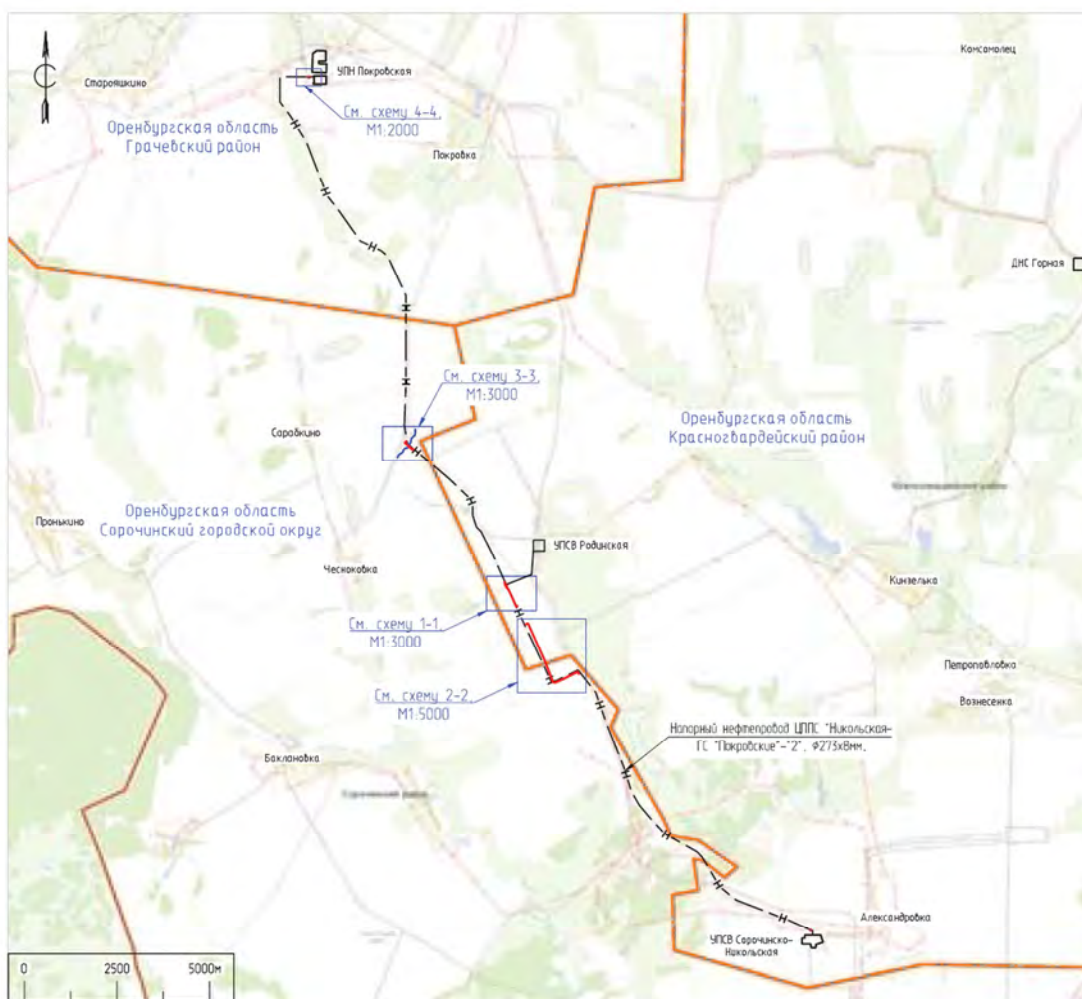 Комсомолец
УПН Покровская
Старояшкино
См. схему 4-4,
М1:2000
Оренбургская область
Грачевский район
Покровка
ДНС Горная
См. схему 3-3,
М1:3000
Оренбургская область
Красногвардейский район
Саробкино
Оренбургская область
Сорочинский городской округ
Пронькино
УПСВ Родинская
Чесноковка
Кинзелька
См. схему 1-1,
М1:3000
Петропавловка
Вознесенка
См. схему 2-2,
М1:5000
Напорный нефтепровод ЦППС "Никольская-
ГС "Покровские"-"2", Ф273х8мм,
Баклановка
Александровка
УПСВ Сорочинско-
Никольская
0 2500 5000м
Н Н Н Н Н Н Н Н Н Н Н Н Н